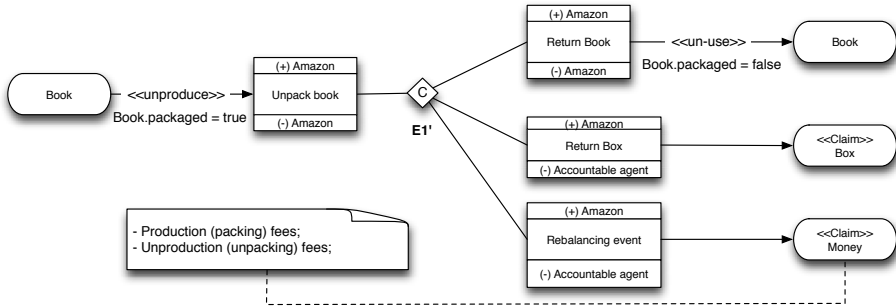 Book
<<unproduce>>
Book.packaged = true
(+) Amazon
Unpack book
(-) Amazon
C
E1'
(+) Amazon
Return Book
(-) Amazon
<<un-use>>
Book.packaged = false
Book
(+) Amazon
Return Box
(-) Accountable agent
<<Claim>>
Box
(+) Amazon
Rebalancing event
(-) Accountable agent
<<Claim>>
Money
- Production (packing) fees;
- Unproduction (unpacking) fees;